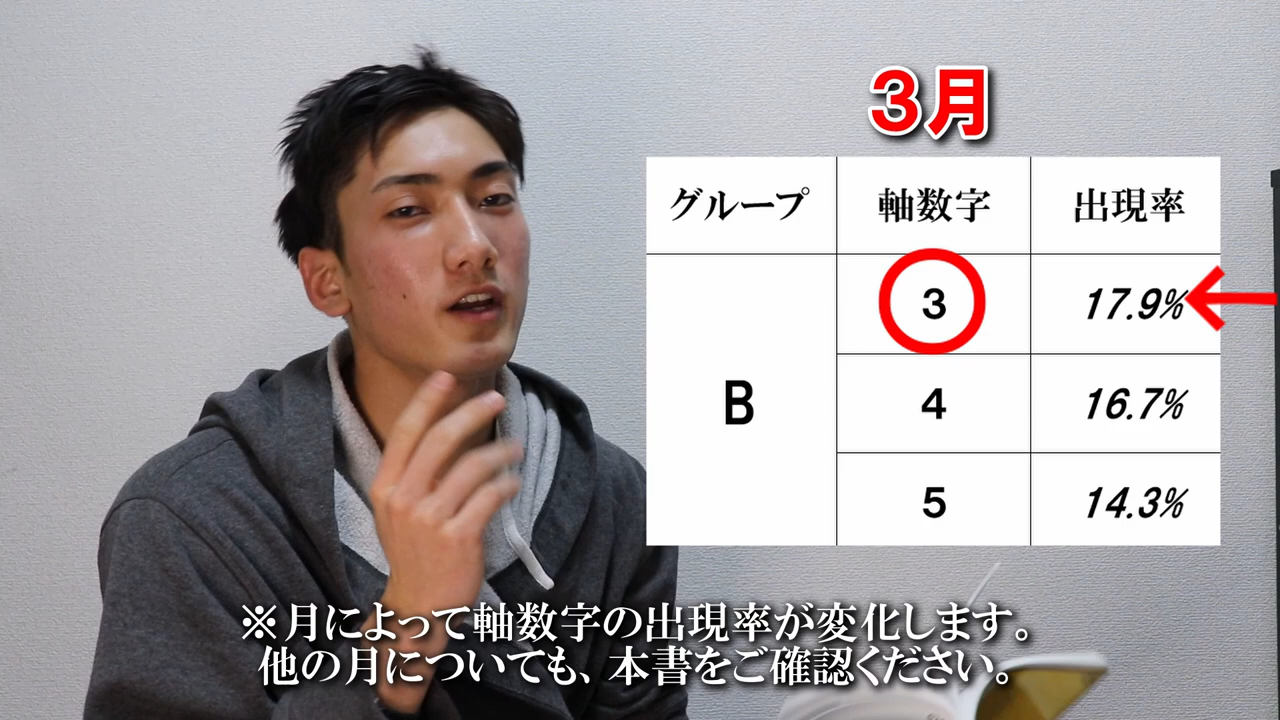 3月
グループ 軸数字 出現率
B 3 17.9%
4 16.7%
5 14.3%
※月によって軸数字の出現率が変化します。
他の月についても、本書をご確認ください。